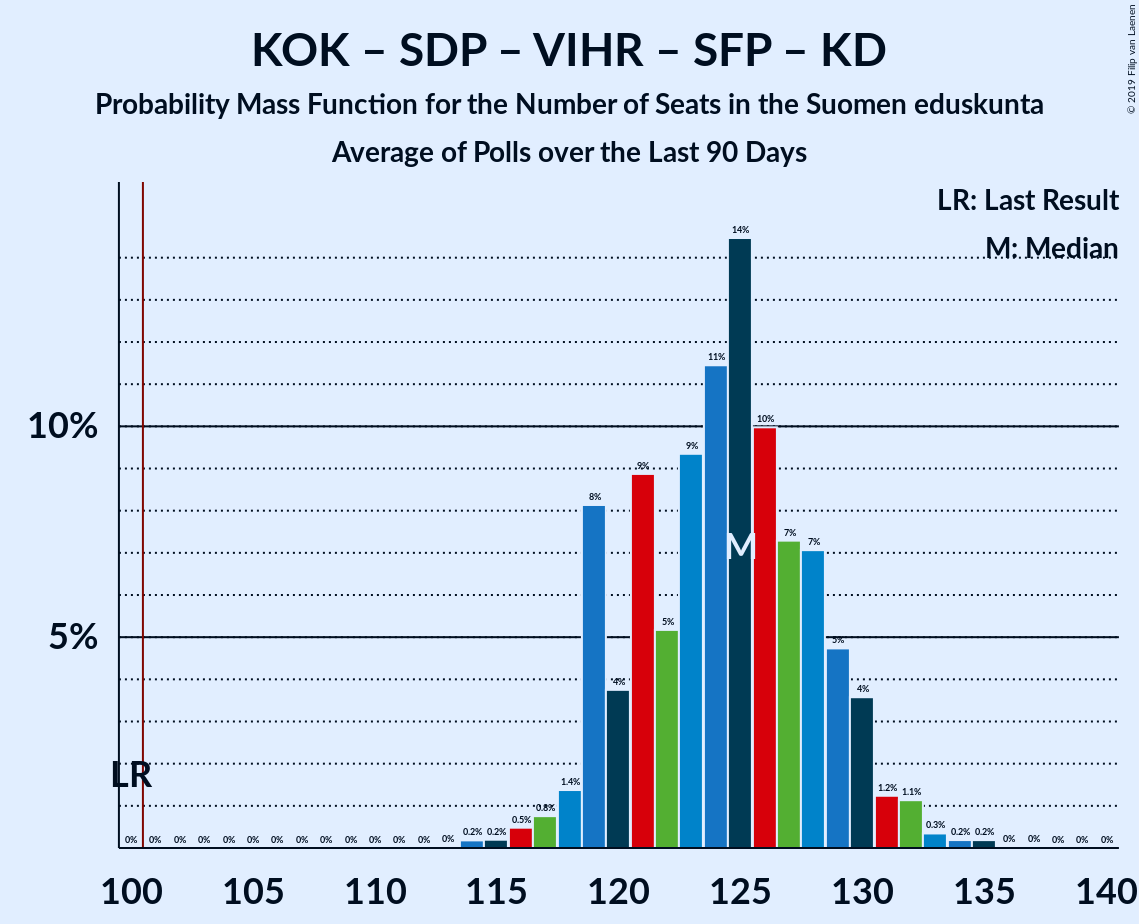 KOK – SDP – VIHR – SFP – KD
Probability Mass Function for the Number of Seats in the Suomen eduskunta
Average of Polls over the Last 90 Days
© 2019 Filip van Laenen
LR: Last Result
M: Median
10%
5%
LR
M
0% 0% 0% 0% 0% 0% 0% 0% 0% 0% 0% 0% 0% 0% 0.2% 0.2% 0.5% 0.8% 1.4% 8% 4% 9% 5% 9% 11% 14% 10% 7% 7% 5% 4% 1.2% 1.1% 0.3% 0.2% 0.2% 0% 0% 0% 0% 0%
100 105 110 115 120 125 130 135 140